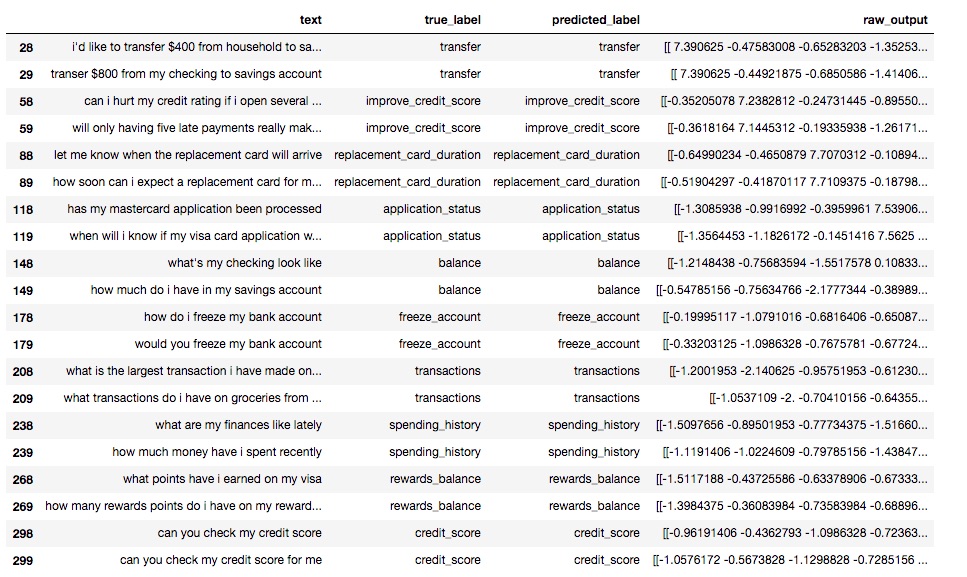 text true_label predicted_label raw_output
28 i'd like to transfer $400 from household to sa... transfer transfer [[ 7.390625 -0.47583008 -0.65283203 -1.35253...
29 transer $800 from my checking to savings account transfer transfer [[ 7.390625 -0.44921875 -0.6850586 -1.41406...
58 can i hurt my credit rating if i open several ... improve_credit_score improve_credit_score [[-0.35205078 7.2382812 -0.24731445 -0.89550...
59 will only having five late payments really mak... improve_credit_score improve_credit_score [[-0.3618164 7.1445312 -0.19335938 -1.26171...
88 let me know when the replacement card will arrive replacement_card_duration replacement_card_duration [[-0.64990234 -0.4650879 7.7070312 -0.10894...
89 how soon can i expect a replacement card for m... replacement_card_duration replacement_card_duration [[-0.51904297 -0.41870117 7.7109375 -0.18798...
118 has my mastercard application been processed application_status application_status [[-1.3085938 -0.9916992 -0.3959961 7.53906...
119 when will i know if my visa card application w... application_status application_status [[-1.3564453 -1.1826172 -0.1451416 7.5625 ...
148 what's my checking look like balance balance [[-1.2148438 -0.75683594 -1.5517578 0.10833...
149 how much do i have in my savings account balance balance [[-0.54785156 -0.75634766 -2.1777344 -0.38989...
178 how do i freeze my bank account freeze_account freeze_account [[-0.19995117 -1.0791016 -0.6816406 -0.65087...
179 would you freeze my bank account freeze_account freeze_account [[-0.33203125 -1.0986328 -0.7675781 -0.67724...
208 what is the largest transaction i have made on... transactions transactions [[-1.2001953 -2.140625 -0.95751953 -0.61230...
209 what transactions do i have on groceries from ... transactions transactions [[-1.0537109 -2. -0.70410156 -0.64355...
238 what are my finances like lately spending_history spending_history [[-1.5097656 -0.89501953 -0.77734375 -1.51660...
239 how much money have i spent recently spending_history spending_history [[-1.1191406 -1.0224609 -0.79785156 -1.43847...
268 what points have i earned on my visa rewards_balance rewards_balance [[-1.5117188 -0.43725586 -0.63378906 -0.67333...
269 how many rewards points do i have on my reward... rewards_balance rewards_balance [[-1.3984375 -0.36083984 -0.73583984 -0.68896...
298 can you check my credit score credit_score credit_score [[-0.96191406 -0.4362793 -1.0986328 -0.72363...
299 can you check my credit score for me credit_score credit_score [[-1.0576172 -0.5673828 -1.1298828 -0.7285156 ...